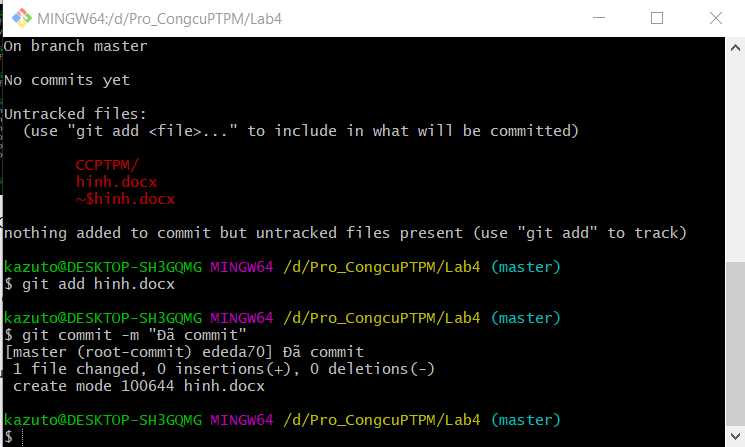 MINGW64:/d/Pro_CongcuPTPM/Lab4
On branch master
No commits yet
Untracked files:
(use "git add <file>..." to include in what will be committed)
CCPTPM/
hinh.docx
~$hinh.docx
nothing added to commit but untracked files present (use "git add" to track)
kazuto@DESKTOP-SH3GQMG MINGW64 /d/Pro_CongcuPTPM/Lab4 (master)
$ git add hinh.docx
kazuto@DESKTOP-SH3GQMG MINGW64 /d/Pro_CongcuPTPM/Lab4 (master)
$ git commit -m "Đã commit"
[master (root-commit) ededa70] Đã commit
1 file changed, 0 insertions(+), 0 deletions(-)
create mode 100644 hinh.docx
kazuto@DESKTOP-SH3GQMG MINGW64 /d/Pro_CongcuPTPM/Lab4 (master)
$